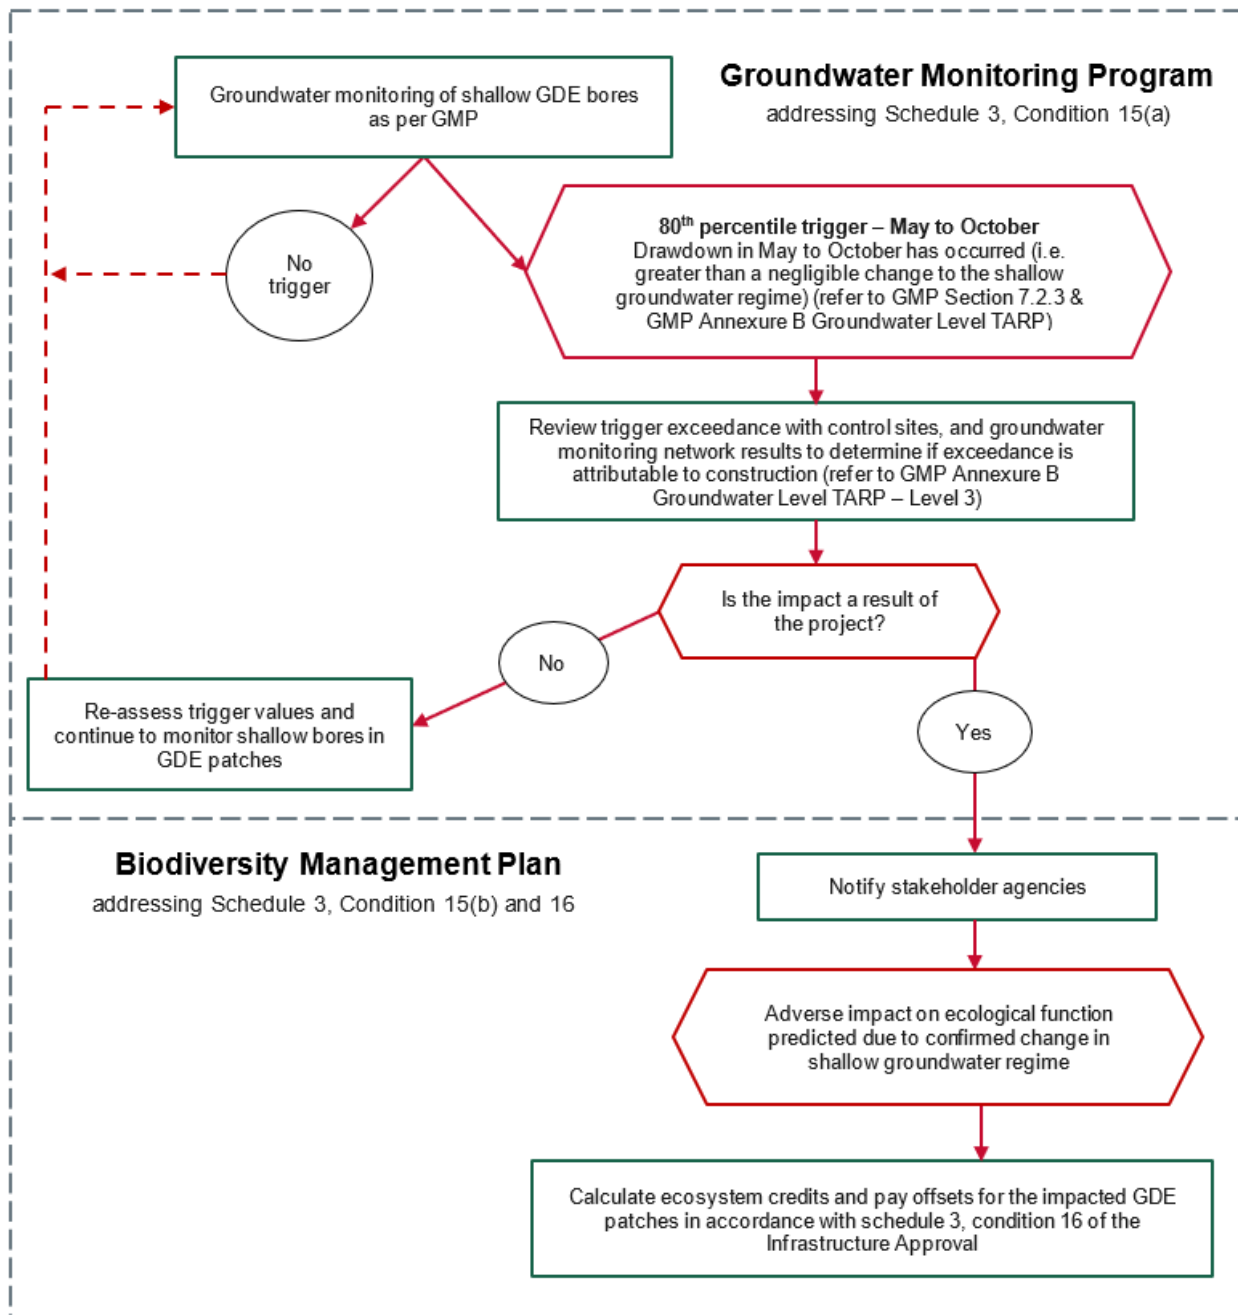 Groundwater Monitoring Program
addressing Schedule 3, Condition 15(a)
Groundwater monitoring of shallow GDE bores
as per GMP
No
trigger
80th percentile trigger – May to October
Drawdown in May to October has occurred (i.e.
greater than a negligible change to the shallow
groundwater regime) (refer to GMP Section 7.2.3 &
GMP Annexure B Groundwater Level TARP)
Review trigger exceedance with control sites, and groundwater
monitoring network results to determine if exceedance is
attributable to construction (refer to GMP Annexure B
Groundwater Level TARP – Level 3)
Is the impact a result of
the project?
No
Yes
Re-assess trigger values and
continue to monitor shallow bores in
GDE patches
Biodiversity Management Plan
addressing Schedule 3, Condition 15(b) and 16
Notify stakeholder agencies
Adverse impact on ecological function
predicted due to confirmed change in
shallow groundwater regime
Calculate ecosystem credits and pay offsets for the impacted GDE
patches in accordance with schedule 3, condition 16 of the
Infrastructure Approval